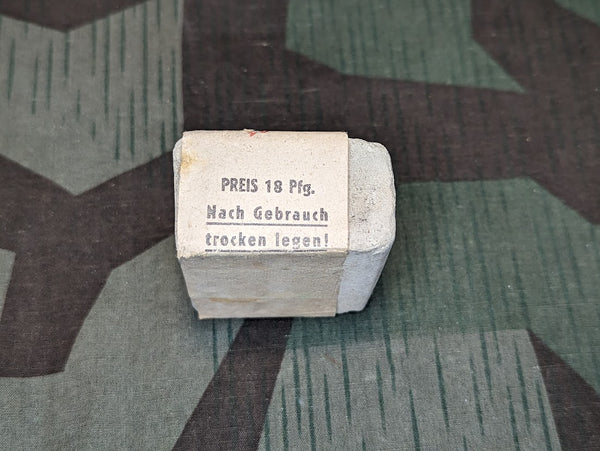 PREIS 18 Pfg.
Nach Gebrauch
trocken legen!